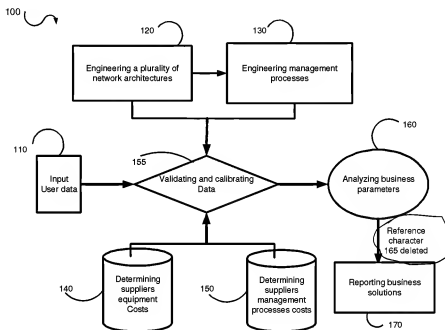 100
120
130
Engineering a plurality of
network architectures
Engineering management
processes
110
155
160
Input
User data
Validating and calibrating
Data
Analyzing business
parameters
Reference
character
165 deleted
140
Determining
suppliers
equipment
Costs
150
Determining
suppliers
management
processes costs
Reporting business
solutions
170